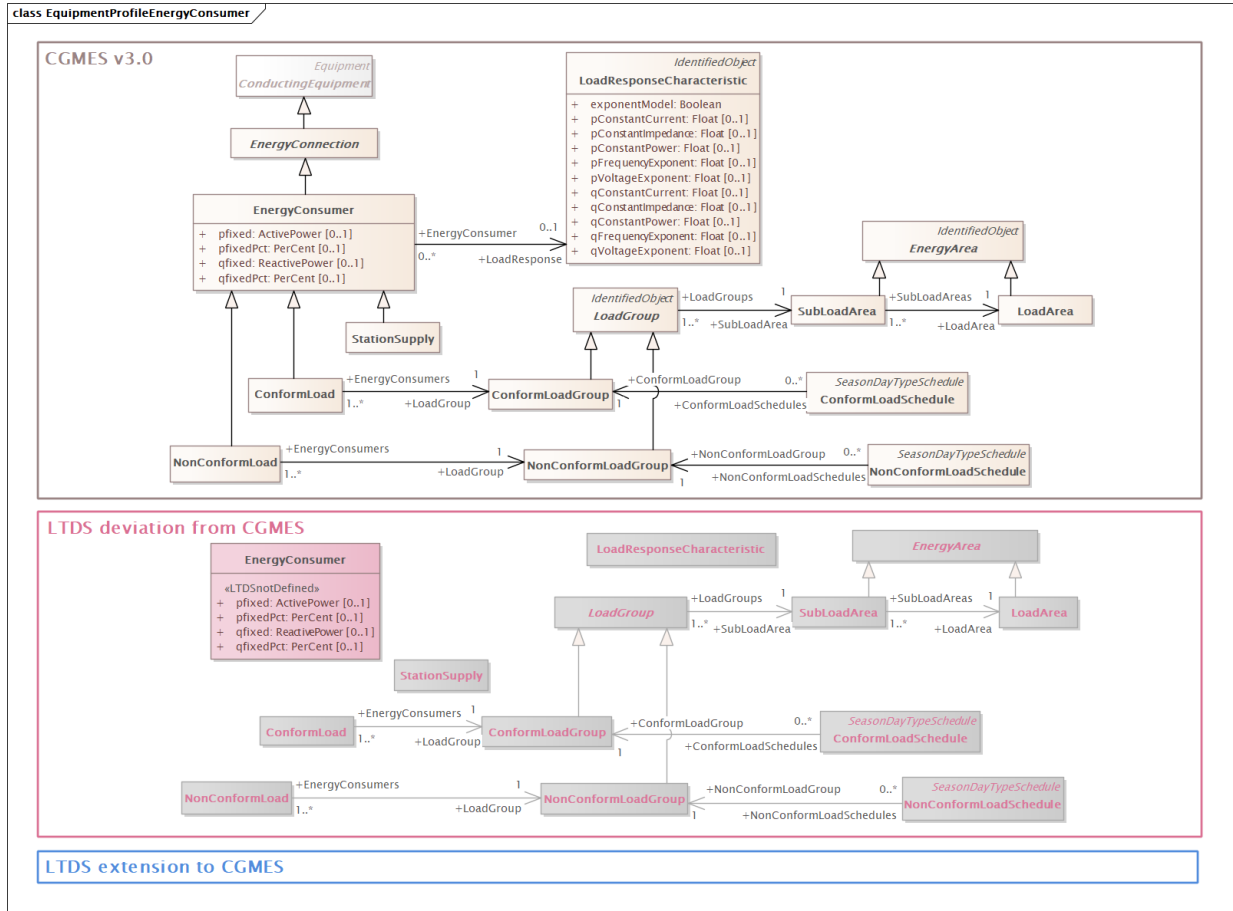 class EquipmentProfileEnergyConsumer
CGMES v3.0
Equipment
ConductingEquipment
EnergyConnection
EnergyConsumer
+ pfixed: ActivePower [0..1]
+ pfixedPct: PerCent [0..1]
+ qfixed: ReactivePower [0..1]
+ qfixedPct: PerCent [0..1]
+EnergyConsumer
0..*
0..1
+LoadResponse
IdentifiedObject
LoadResponseCharacteristic
+ exponentModel: Boolean
+ pConstantCurrent: Float [0..1]
+ pConstantImpedance: Float [0..1]
+ pConstantPower: Float [0..1]
+ pFrequencyExponent: Float [0..1]
+ pVoltageExponent: Float [0..1]
+ qConstantCurrent: Float [0..1]
+ qConstantImpedance: Float [0..1]
+ qConstantPower: Float [0..1]
+ qFrequencyExponent: Float [0..1]
+ qVoltageExponent: Float [0..1]
IdentifiedObject
EnergyArea
IdentifiedObject
LoadGroup
+LoadGroups
1..*
1
+SubLoadArea
SubLoadArea
+SubLoadAreas
1..*
1
+LoadArea
LoadArea
StationSupply
ConformLoad
+EnergyConsumers
1..*
1
+LoadGroup
ConformLoadGroup
+ConformLoadGroup
1
0..*
+ConformLoadSchedules
SeasonDayTypeSchedule
ConformLoadSchedule
NonConformLoad
+EnergyConsumers
1..*
1
+LoadGroup
NonConformLoadGroup
+NonConformLoadGroup
1
0..*
+NonConformLoadSchedules
SeasonDayTypeSchedule
NonConformLoadSchedule
LTDS deviation from CGMES
EnergyConsumer
«LTDSnotDefined»
+ pfixed: ActivePower [0..1]
+ pfixedPct: PerCent [0..1]
+ qfixed: ReactivePower [0..1]
+ qfixedPct: PerCent [0..1]
LoadResponseCharacteristic
EnergyArea
LoadGroup
+LoadGroups
1..*
1
+SubLoadArea
SubLoadArea
+SubLoadAreas
1..*
1
+LoadArea
LoadArea
StationSupply
ConformLoad
+EnergyConsumers
1..*
1
+LoadGroup
ConformLoadGroup
+ConformLoadGroup
1
0..*
+ConformLoadSchedules
SeasonDayTypeSchedule
ConformLoadSchedule
NonConformLoad
+EnergyConsumers
1..*
1
+LoadGroup
NonConformLoadGroup
+NonConformLoadGroup
1
0..*
+NonConformLoadSchedules
SeasonDayTypeSchedule
NonConformLoadSchedule
LTDS extension to CGMES